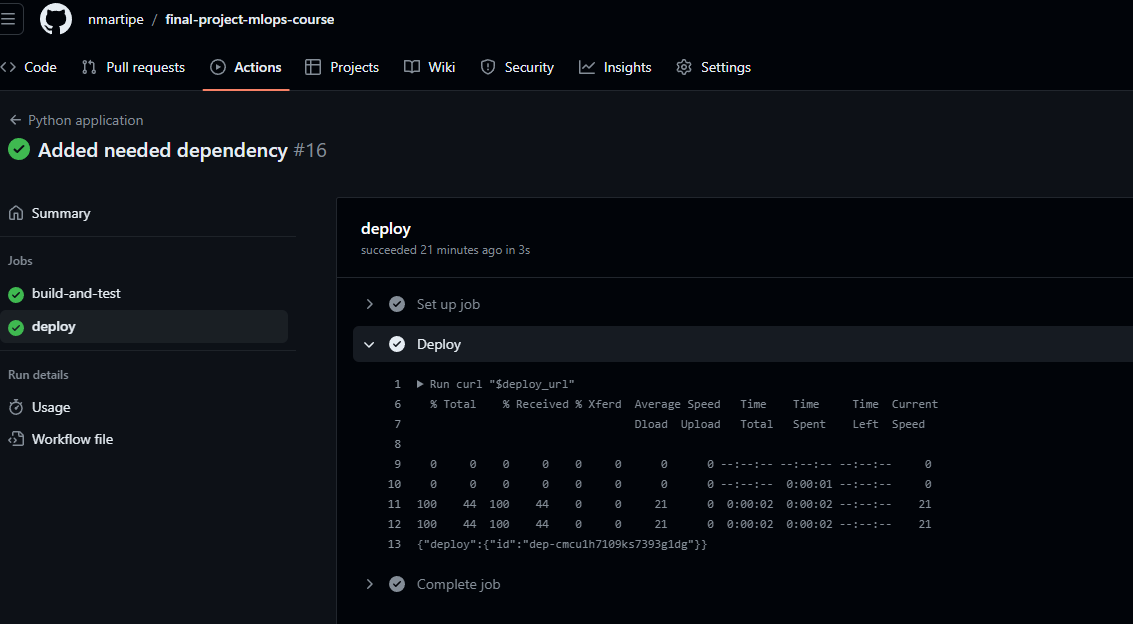 nmartipe / final-project-mlops-course
Code Pull requests Actions Projects Wiki Security Insights Settings
Python application
Added needed dependency #16
Summary
Jobs
build-and-test
deploy
Run details
Usage
Workflow file
deploy
succeeded 21 minutes ago in 3s
Set up job
Deploy
1 Run curl "$deploy_url"
6 % Total % Received % Xferd Average Speed Time Time Time Current
7 Dload Upload Total Spent Left Speed
8
9 0 0 0 0 0 0 0 0 --:--:-- --:--:-- --:--:-- 0
10 0 0 0 0 0 0 0 0 --:--:-- 0:00:01 --:--:-- 0
11 100 44 100 44 0 0 21 0 0:00:02 0:00:02 --:--:-- 21
12 100 44 100 44 0 0 21 0 0:00:02 0:00:02 --:--:-- 21
13 {"deploy":{"id":"dep-cmcu1h7109ks7393g1dg"}}
Complete job